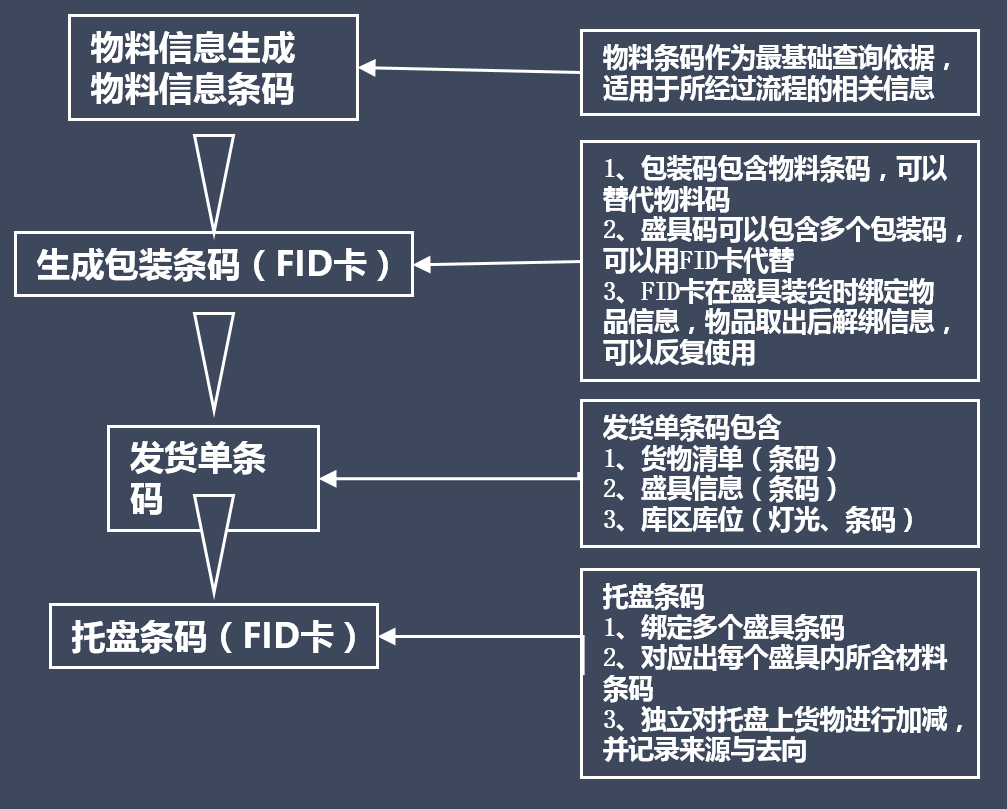 物料信息生成
物料信息条码
物料条码作为最基础查询依据，
适用于所经过流程的相关信息
生成包装条码（FID卡）
1、包装码包含物料条码，可以
替代物料码
2、盛具码可以包含多个包装码，
可以用FID卡代替
3、FID卡在盛具装货时绑定物
品信息，物品取出后解绑信息，
可以反复使用
发货单条
码
发货单条码包含
1、货物清单（条码）
2、盛具信息（条码）
3、库区库位（灯光、条码）
托盘条码（FID卡）
托盘条码
1、绑定多个盛具条码
2、对应出每个盛具内所含材料
条码
3、独立对托盘上货物进行加减，
并记录来源与去向